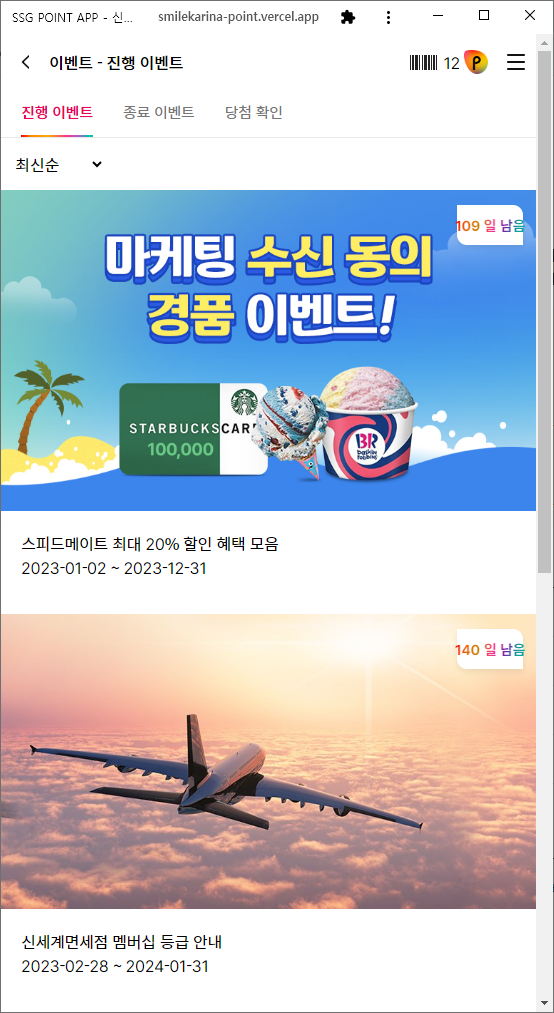 SSG POINT APP - 신...
smilekarina-point.vercel.app
이벤트 - 진행 이벤트
12
P
진행 이벤트
종료 이벤트
당첨 확인
최신순
109 일 남음
마케팅 수신 동의
경품 이벤트!
STARBUCKS CAR
100,000
BR
baskin
robbins
스피드메이트 최대 20% 할인 혜택 모음
2023-01-02 ~ 2023-12-31
140 일 남음
신세계면세점 멤버십 등급 안내
2023-02-28 ~ 2024-01-31